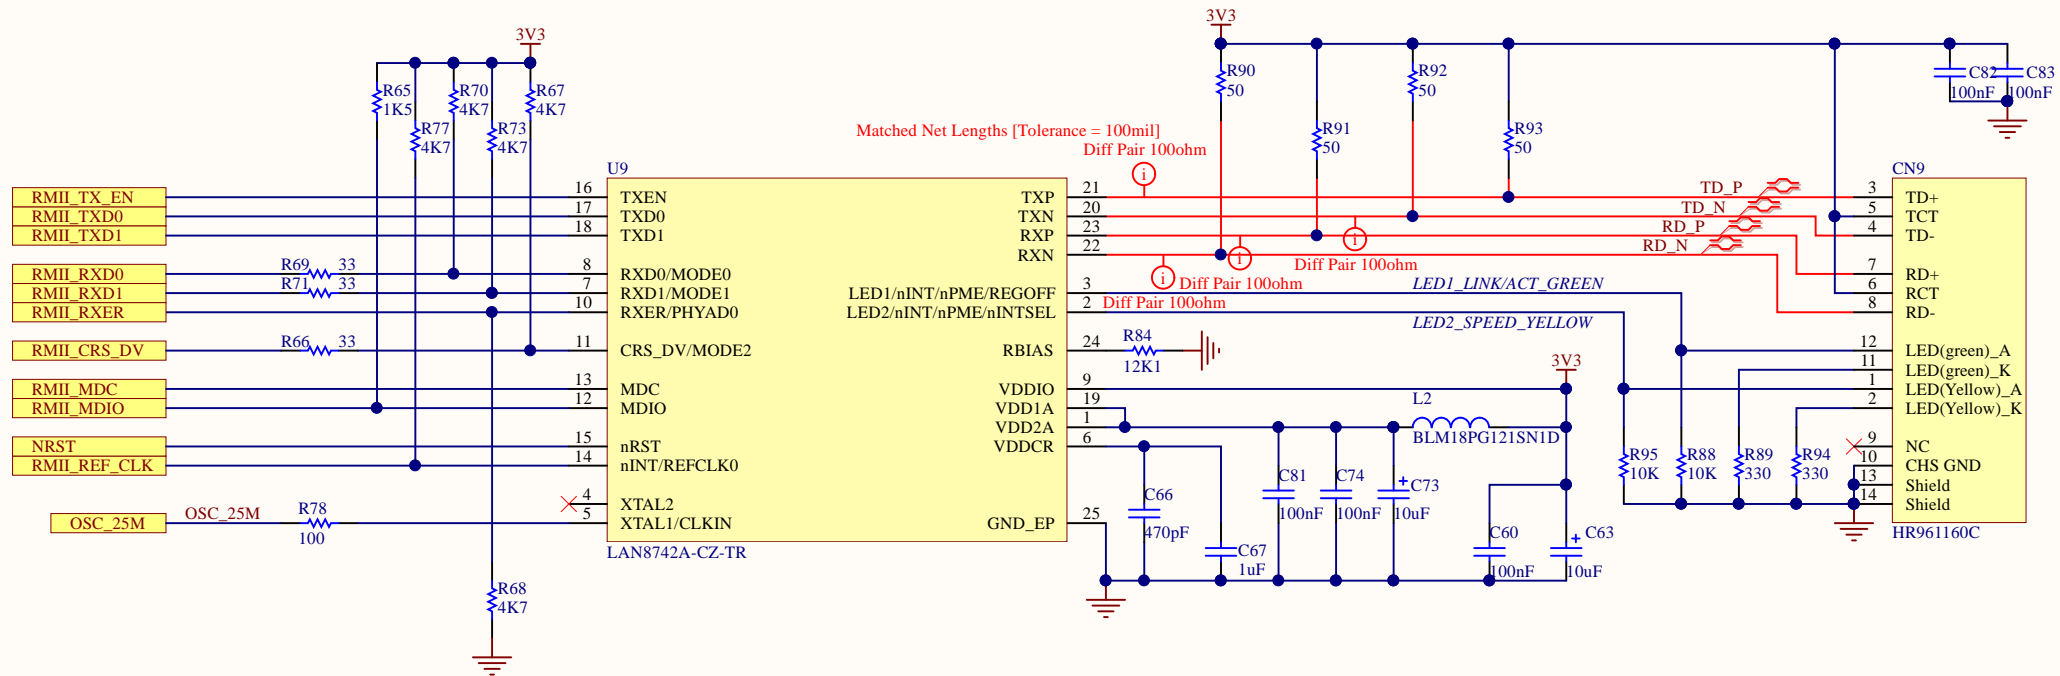 3V3
3V3
R65
1K5
R70
4K7
R67
4K7
R77
4K7
R73
4K7
R90
50
R92
50
R91
50
R93
50
C82
100nF
C83
100nF
Matched Net Lengths [Tolerance = 100mil]
Diff Pair 100ohm
i
U9
CN9
RMII_TX_EN
16
TXEN
TXP
21
TD_P
3
TD+
RMII_TXD0
17
TXD0
TXN
20
TD_N
5
TCT
RMII_TXD1
18
TXD1
RXP
23
RD_P
4
TD-
RXN
22
RD_N
i
i
i
Diff Pair 100ohm
Diff Pair 100ohm
Diff Pair 100ohm
RMII_RXD0
R69
33
8
RXD0/MODE0
7
RD+
RMII_RXD1
R71
33
7
RXD1/MODE1
LED1/nINT/nPME/REGOFF
3
LED1_LINK/ACT_GREEN
6
RCT
RMII_RXER
10
RXER/PHYAD0
LED2/nINT/nPME/nINTSEL
2
LED2_SPEED_YELLOW
8
RD-
RMII_CRS_DV
R66
33
11
CRS_DV/MODE2
RBIAS
24
R84
12K1
12
LED(green)_A
3V3
11
LED(green)_K
RMII_MDC
13
MDC
VDDIO
9
1
LED(Yellow)_A
RMII_MDIO
12
MDIO
VDD1A
19
L2
BLM18PG121SN1D
2
LED(Yellow)_K
VDD2A
1
NRST
15
nRST
VDDCR
6
9
NC
RMII_REF_CLK
14
nINT/REFCLK0
10
CHS GND
13
Shield
14
Shield
R95
10K
R88
10K
R89
330
R94
330
C81
100nF
C74
100nF
+
C73
10uF
4
XTAL2
OSC_25M
OSC_25M
R78
100
5
XTAL1/CLKIN
GND_EP
25
C66
470pF
C67
1uF
C60
100nF
+
C63
10uF
LAN8742A-CZ-TR
HR961160C
R68
4K7